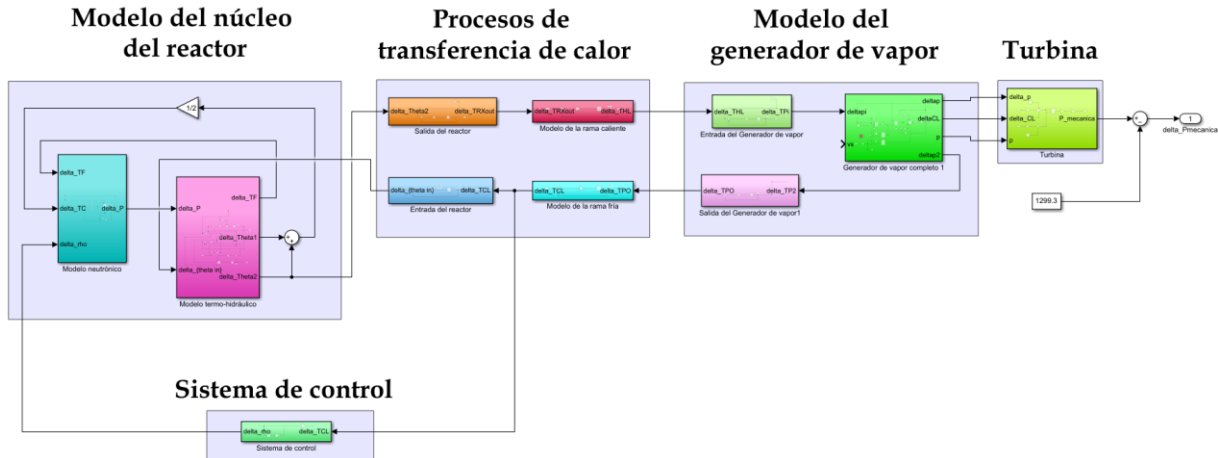 Modelo del núcleo
del reactor
Procesos de
transferencia de calor
Modelo del
generador de vapor
Turbina
1/2
delta_TF
delta_TC
delta_rho
delta_P
Modelo neutrónico
delta_P
delta_{theta in}
delta_TF
delta_Theta1
delta_Theta2
Modelo termo-hidráulico
delta_Theta2
delta_TRXout
Salida del reactor
delta_TRXout
delta_THL
Modelo de la rama caliente
delta_{theta in}
delta_TCL
Entrada del reactor
delta_TCL
delta_TPO
Modelo de la rama fría
delta_THL
delta_TPi
Entrada del Generador de vapor
delta_TPO
delta_TP2
Salida del Generador de vapor1
deltapi
vs
deltap
deltaCL
p
deltap2
Generador de vapor completo 1
delta_p
delta_CL
p
P_mecanica
Turbina
1299.3
1
delta_Pmecanica
Sistema de control
delta_rho
delta_TCL
Sistema de control